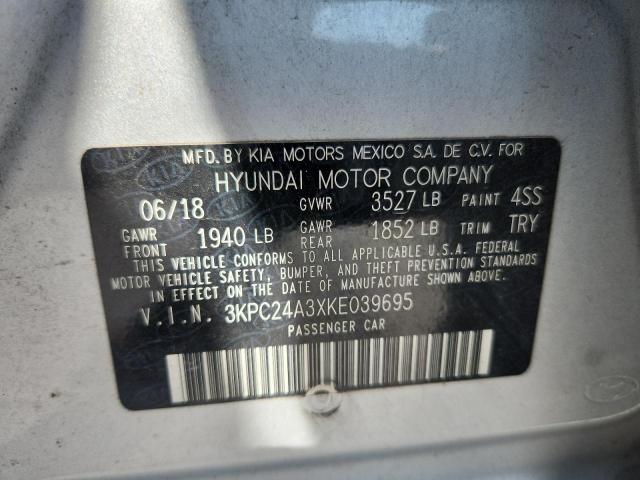 MFD. BY KIA MOTORS MEXICO S.A. DE C.V. FOR
HYUNDAI MOTOR COMPANY
06/18 GVWR 3527 LB PAINT 4SS
GAWR FRONT 1940 LB GAWR REAR 1852 LB TRIM TRY
THIS VEHICLE CONFORMS TO ALL APPLICABLE U.S.A. FEDERAL
MOTOR VEHICLE SAFETY, BUMPER, AND THEFT PREVENTION STANDARDS
IN EFFECT ON THE DATE OF MANUFACTURE SHOWN ABOVE.
V.I.N. 3KPC24A3XKE039695
PASSENGER CAR